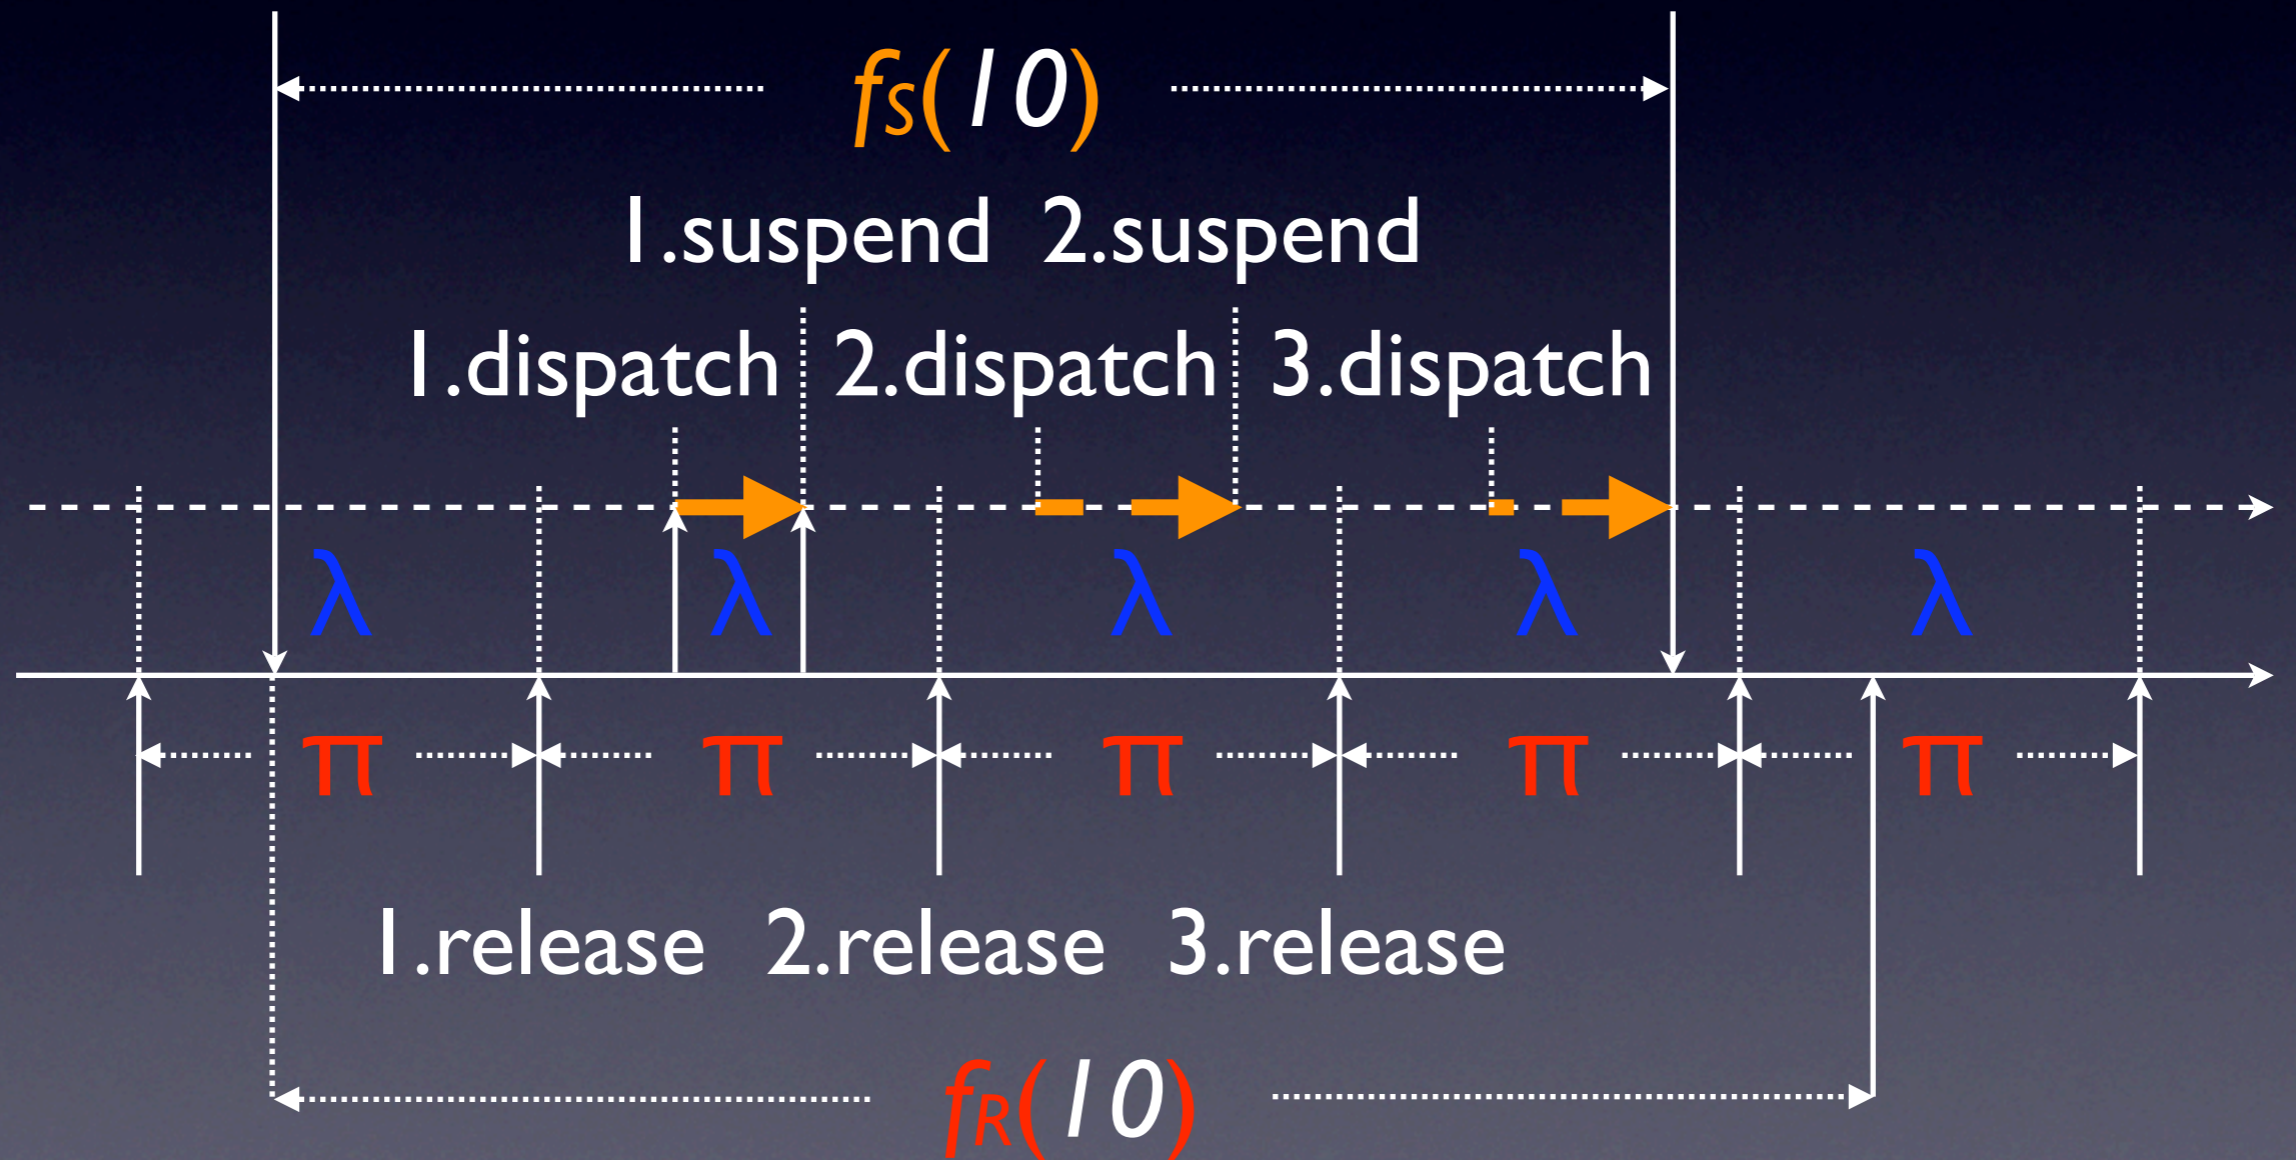 fS(10)
1.suspend 2.suspend
1.dispatch 2.dispatch 3.dispatch
λ λ λ λ λ
π π π π π
1.release 2.release 3.release
fR(10)